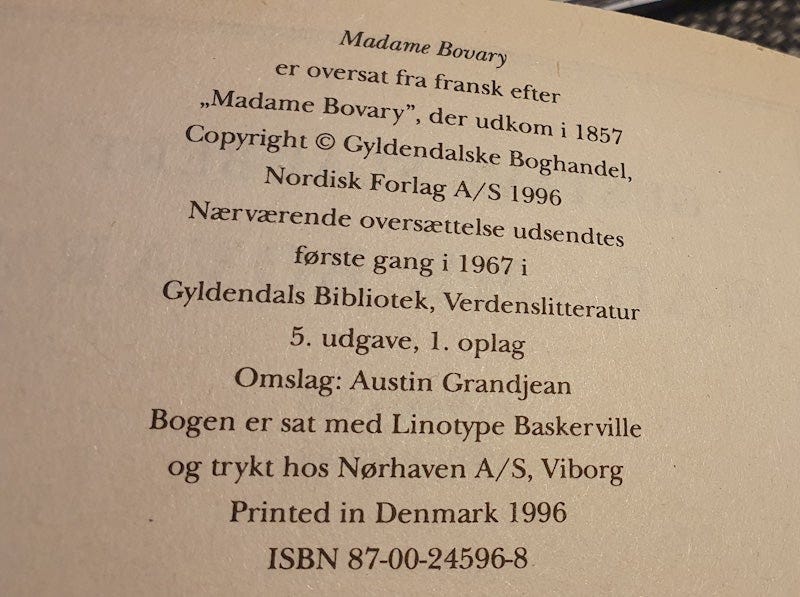 Madame Bovary
er oversat fra fransk efter
„Madame Bovary”, der udkom i 1857
Copyright © Gyldendalske Boghandel,
Nordisk Forlag A/S 1996
Nærværende oversættelse udsendtes
første gang i 1967 i
Gyldendals Bibliotek, Verdenslitteratur
5. udgave, 1. oplag
Omslag: Austin Grandjean
Bogen er sat med Linotype Baskerville
og trykt hos Nørhaven A/S, Viborg
Printed in Denmark 1996
ISBN 87-00-24596-8